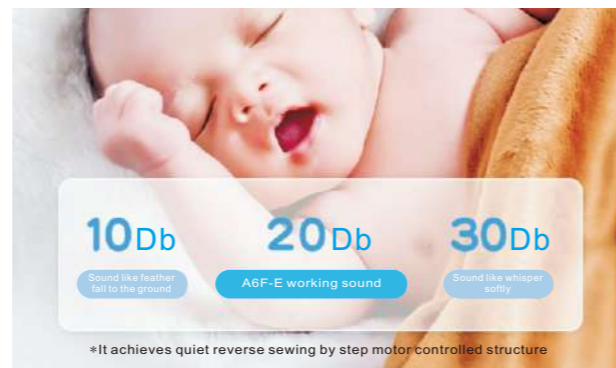 10Db 20Db 30Db
Sound like feather
fall to the ground
A6F-E working sound
Sound like whisper
softly
*It achieves quiet reverse sewing by step motor controlled structure